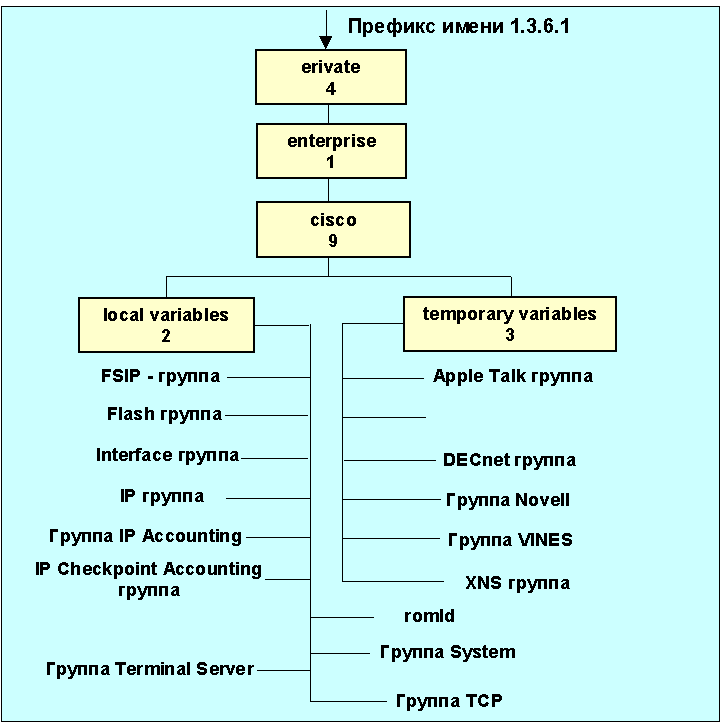 Префикс имени 1.3.6.1
erivate
4
enterprise
1
cisco
9
local variables
2
temporary variables
3
FSIP - группа
Flash группа
Interface группа
IP группа
Группа IP Accounting
IP Checkpoint Accounting
группа
Группа Terminal Server
Apple Talk группа
DECnet группа
Группа Novell
Группа VINES
XNS группа
romId
Группа System
Группа TCP